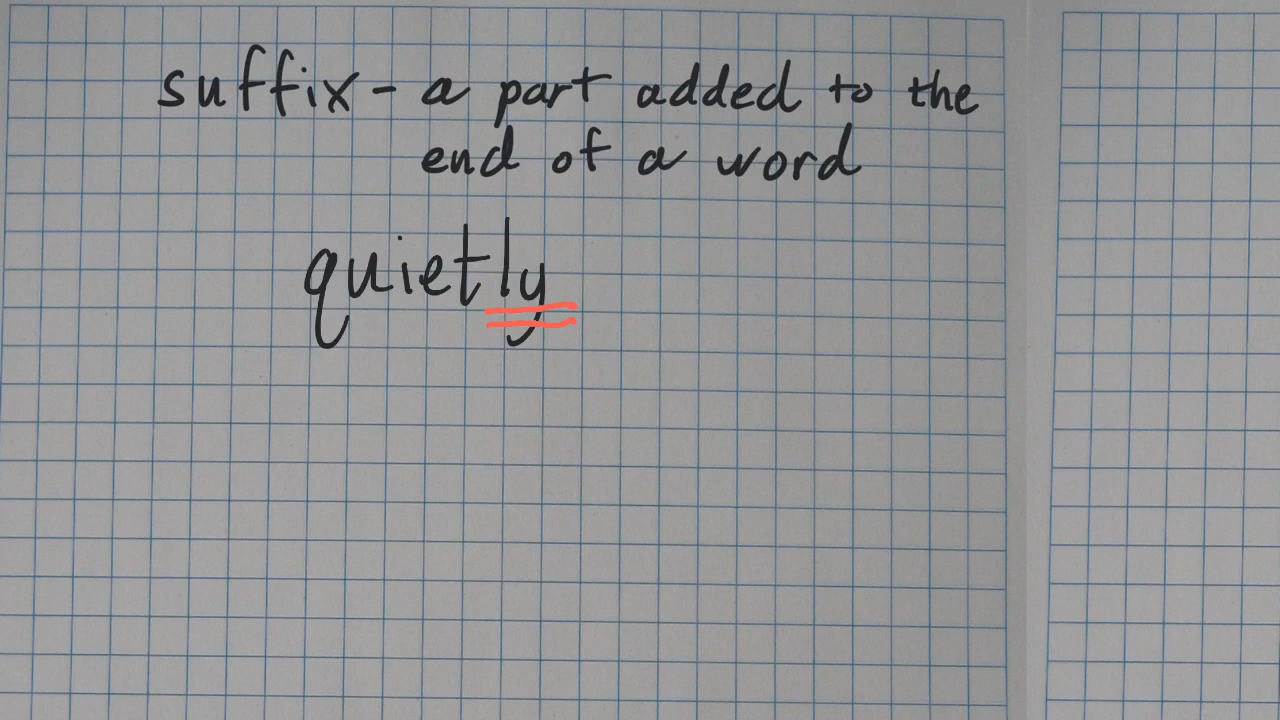 suffix - a part added to the
end of a word
quietly